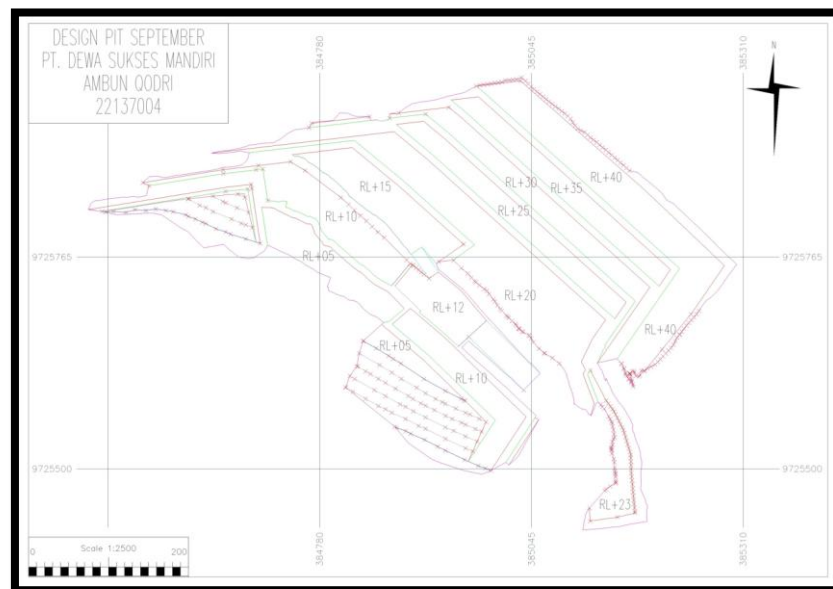 DESIGN PIT SEPTEMBER
PT. DEWA SUKSES MANDIRI
AMBUN QODRI
22137004
384780
385045
385310
N
RL+40
RL+15
RL+30
RL+35
RL+10
RL+25
RL+05
9725765
9725765
RL+20
RL+12
RL+40
RL+05
RL+10
9725500
9725500
RL+23
384780
385045
385310
0
Scale 1:2500
200